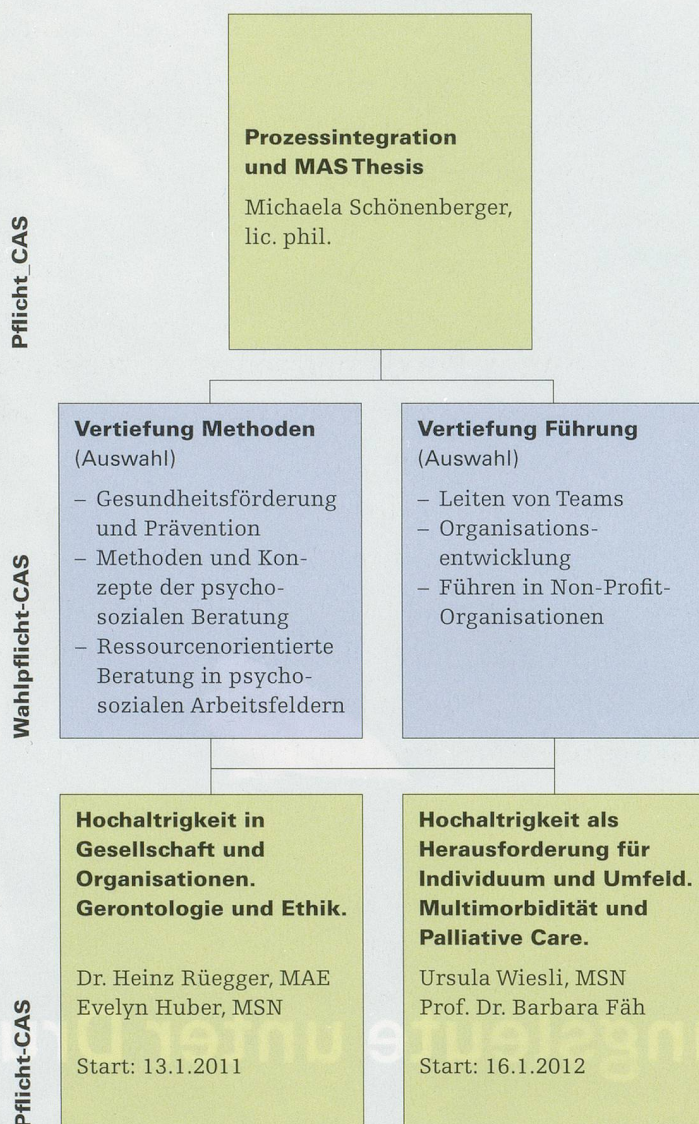 Pflicht_CAS
Prozessintegration
und MAS Thesis
Michaela Schönenberger,
lic. phil.
Wahlpflicht-CAS
Vertiefung Methoden
(Auswahl)
– Gesundheitsförderung
und Prävention
– Methoden und Kon-
zepte der psycho-
sozialen Beratung
– Ressourcenorientierte
Beratung in psycho-
sozialen Arbeitsfeldern
Vertiefung Führung
(Auswahl)
– Leiten von Teams
– Organisations-
entwicklung
– Führen in Non-Profit-
Organisationen
Pflicht-CAS
Hochaltrigkeit in
Gesellschaft und
Organisationen.
Gerontologie und Ethik.
Dr. Heinz Rüegger, MAE
Evelyn Huber, MSN
Start: 13.1.2011
Hochaltrigkeit als
Herausforderung für
Individuum und Umfeld.
Multimorbidität und
Palliative Care.
Ursula Wiesli, MSN
Prof. Dr. Barbara Fäh
Start: 16.1.2012